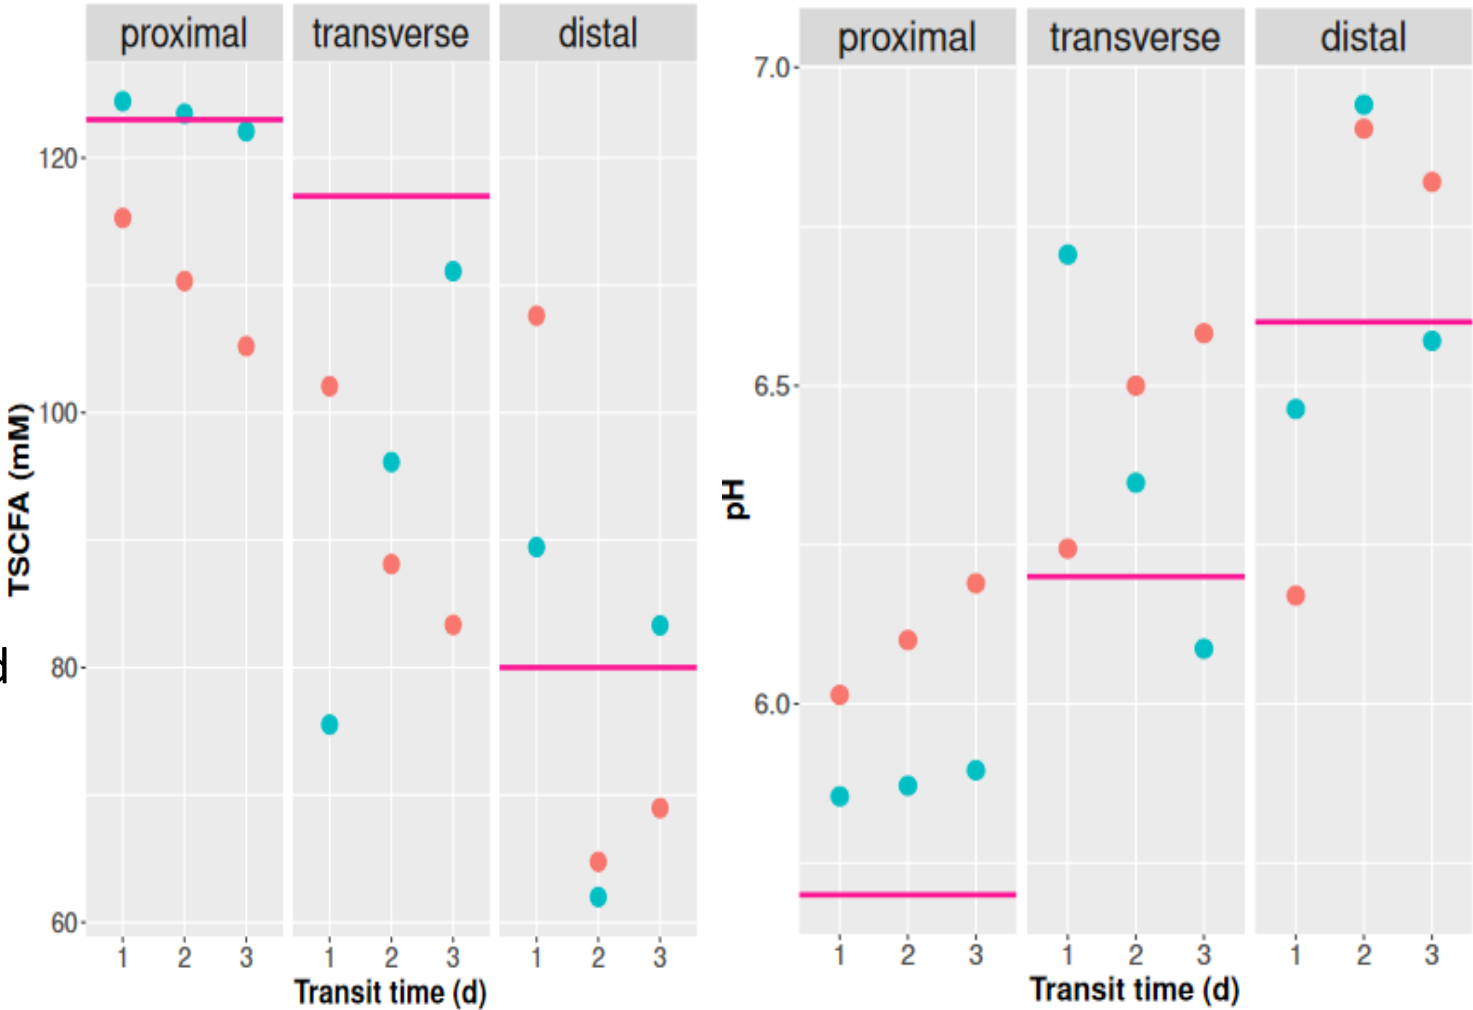 proximal transverse distal
120
100
80
60
TSCFA (mM)
d
1 2 3 1 2 3 1 2 3
Transit time (d)
proximal transverse distal
7.0
6.5
6.0
pH
1 2 3 1 2 3 1 2 3
Transit time (d)